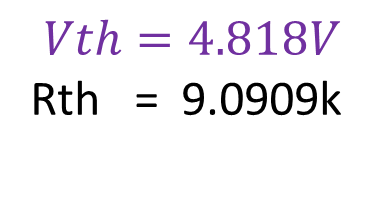 Vth = 4.818V
Rth = 9.0909k